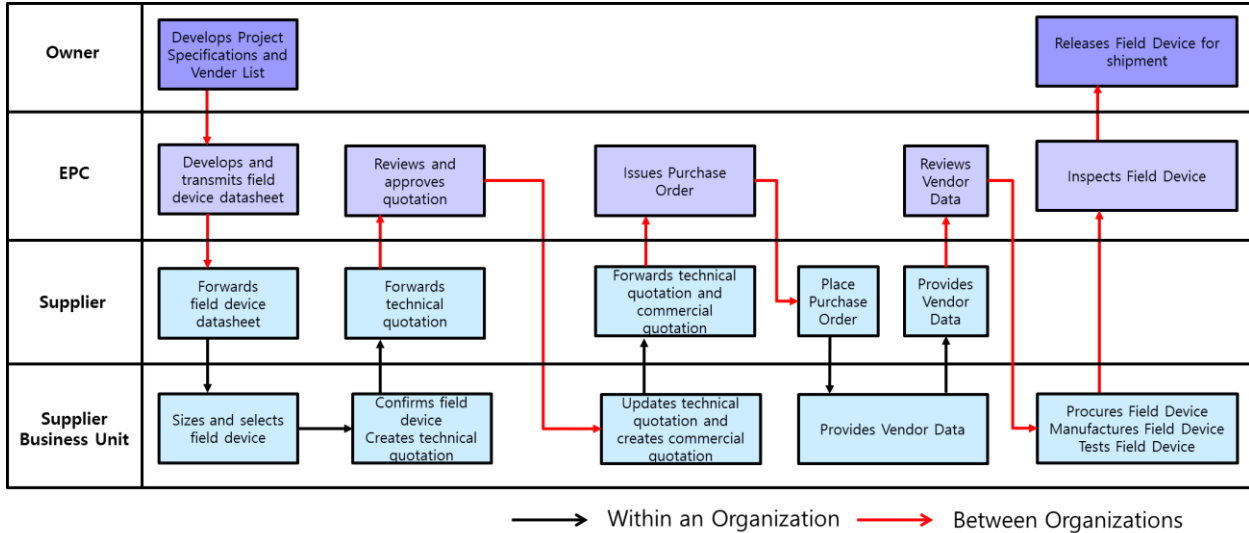 Owner
Develops Project
Specifications and
Vender List
Releases Field Device for
shipment
EPC
Develops and
transmits field
device datasheet
Reviews and
approves
quotation
Issues Purchase
Order
Reviews
Vendor
Data
Inspects Field Device
Supplier
Forwards
field device
datasheet
Forwards
technical
quotation
Forwards technical
quotation and
commercial
quotation
Place
Purchase
Order
Provides
Vendor
Data
Supplier
Business Unit
Sizes and selects
field device
Confirms field
device
Creates technical
quotation
Updates technical
quotation and
creates commercial
quotation
Provides Vendor Data
Procures Field Device
Manufactures Field Device
Tests Field Device
Within an Organization
Between Organizations